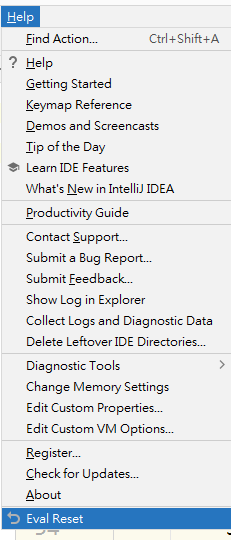 Help
Find Action... Ctrl+Shift+A
Help
Getting Started
Keymap Reference
Demos and Screencasts
Tip of the Day
Learn IDE Features
What's New in IntelliJ IDEA
Productivity Guide
Contact Support...
Submit a Bug Report...
Submit Feedback...
Show Log in Explorer
Collect Logs and Diagnostic Data
Delete Leftover IDE Directories...
Diagnostic Tools
Change Memory Settings
Edit Custom Properties...
Edit Custom VM Options...
Register...
Check for Updates...
About
Eval Reset